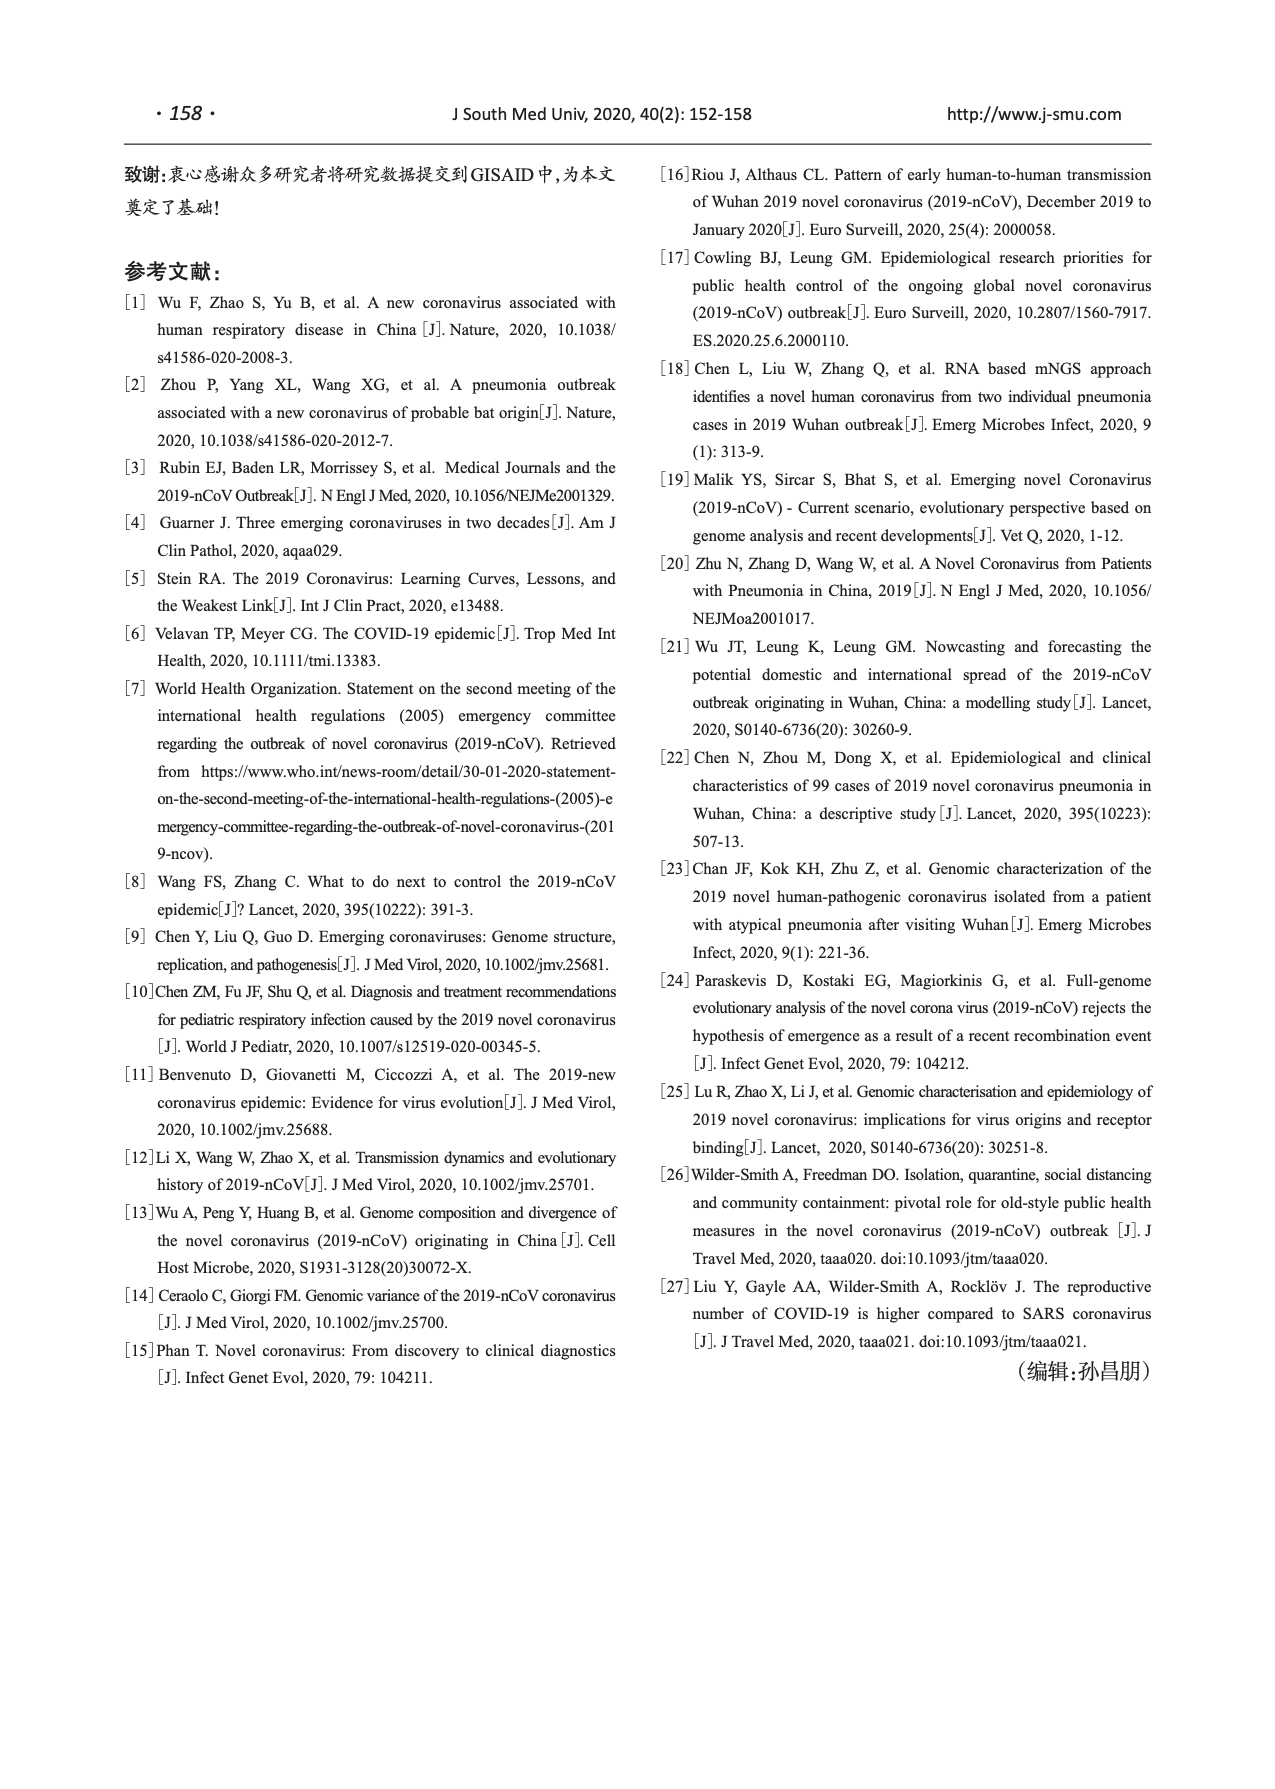 · 158 ·
J South Med Univ, 2020, 40(2): 152-158
http://www.j-smu.com
致谢:衷心感谢众多研究者将研究数据提交到GISAID中,为本文
奠定了基础!
参考文献:
[1] Wu F, Zhao S, Yu B, et al. A new coronavirus associated with
human respiratory disease in China [J]. Nature, 2020, 10.1038/
s41586-020-2008-3.
[2] Zhou P, Yang XL, Wang XG, et al. A pneumonia outbreak
associated with a new coronavirus of probable bat origin[J]. Nature,
2020, 10.1038/s41586-020-2012-7.
[3] Rubin EJ, Baden LR, Morrissey S, et al. Medical Journals and the
2019-nCoV Outbreak[J]. N Engl J Med, 2020, 10.1056/NEJMe2001329.
[4] Guarner J. Three emerging coronaviruses in two decades[J]. Am J
Clin Pathol, 2020, aqaa029.
[5] Stein RA. The 2019 Coronavirus: Learning Curves, Lessons, and
the Weakest Link[J]. Int J Clin Pract, 2020, e13488.
[6] Velavan TP, Meyer CG. The COVID-19 epidemic[J]. Trop Med Int
Health, 2020, 10.1111/tmi.13383.
[7] World Health Organization. Statement on the second meeting of the
international health regulations (2005) emergency committee
regarding the outbreak of novel coronavirus (2019-nCoV). Retrieved
from https://www.who.int/news-room/detail/30-01-2020-statement-
on-the-second-meeting-of-the-international-health-regulations-(2005)-e
mergency-committee-regarding-the-outbreak-of-novel-coronavirus-(201
9-ncov).
[8] Wang FS, Zhang C. What to do next to control the 2019-nCoV
epidemic[J]? Lancet, 2020, 395(10222): 391-3.
[9] Chen Y, Liu Q, Guo D. Emerging coronaviruses: Genome structure,
replication, and pathogenesis[J]. J Med Virol, 2020, 10.1002/jmv.25681.
[10]Chen ZM, Fu JF, Shu Q, et al. Diagnosis and treatment recommendations
for pediatric respiratory infection caused by the 2019 novel coronavirus
[J]. World J Pediatr, 2020, 10.1007/s12519-020-00345-5.
[11] Benvenuto D, Giovanetti M, Ciccozzi A, et al. The 2019-new
coronavirus epidemic: Evidence for virus evolution[J]. J Med Virol,
2020, 10.1002/jmv.25688.
[12]Li X, Wang W, Zhao X, et al. Transmission dynamics and evolutionary
history of 2019-nCoV[J]. J Med Virol, 2020, 10.1002/jmv.25701.
[13]Wu A, Peng Y, Huang B, et al. Genome composition and divergence of
the novel coronavirus (2019-nCoV) originating in China [J]. Cell
Host Microbe, 2020, S1931-3128(20)30072-X.
[14] Ceraolo C, Giorgi FM. Genomic variance of the 2019-nCoV coronavirus
[J]. J Med Virol, 2020, 10.1002/jmv.25700.
[15]Phan T. Novel coronavirus: From discovery to clinical diagnostics
[J]. Infect Genet Evol, 2020, 79: 104211.
[16]Riou J, Althaus CL. Pattern of early human-to-human transmission
of Wuhan 2019 novel coronavirus (2019-nCoV), December 2019 to
January 2020[J]. Euro Surveill, 2020, 25(4): 2000058.
[17] Cowling BJ, Leung GM. Epidemiological research priorities for
public health control of the ongoing global novel coronavirus
(2019-nCoV) outbreak[J]. Euro Surveill, 2020, 10.2807/1560-7917.
ES.2020.25.6.2000110.
[18] Chen L, Liu W, Zhang Q, et al. RNA based mNGS approach
identifies a novel human coronavirus from two individual pneumonia
cases in 2019 Wuhan outbreak[J]. Emerg Microbes Infect, 2020, 9
(1): 313-9.
[19] Malik YS, Sircar S, Bhat S, et al. Emerging novel Coronavirus
(2019-nCoV) - Current scenario, evolutionary perspective based on
genome analysis and recent developments[J]. Vet Q, 2020, 1-12.
[20] Zhu N, Zhang D, Wang W, et al. A Novel Coronavirus from Patients
with Pneumonia in China, 2019[J]. N Engl J Med, 2020, 10.1056/
NEJMoa2001017.
[21] Wu JT, Leung K, Leung GM. Nowcasting and forecasting the
potential domestic and international spread of the 2019-nCoV
outbreak originating in Wuhan, China: a modelling study[J]. Lancet,
2020, S0140-6736(20): 30260-9.
[22] Chen N, Zhou M, Dong X, et al. Epidemiological and clinical
characteristics of 99 cases of 2019 novel coronavirus pneumonia in
Wuhan, China: a descriptive study [J]. Lancet, 2020, 395(10223):
507-13.
[23] Chan JF, Kok KH, Zhu Z, et al. Genomic characterization of the
2019 novel human-pathogenic coronavirus isolated from a patient
with atypical pneumonia after visiting Wuhan[J]. Emerg Microbes
Infect, 2020, 9(1): 221-36.
[24] Paraskevis D, Kostaki EG, Magiorkinis G, et al. Full-genome
evolutionary analysis of the novel corona virus (2019-nCoV) rejects the
hypothesis of emergence as a result of a recent recombination event
[J]. Infect Genet Evol, 2020, 79: 104212.
[25] Lu R, Zhao X, Li J, et al. Genomic characterisation and epidemiology of
2019 novel coronavirus: implications for virus origins and receptor
binding[J]. Lancet, 2020, S0140-6736(20): 30251-8.
[26]Wilder-Smith A, Freedman DO. Isolation, quarantine, social distancing
and community containment: pivotal role for old-style public health
measures in the novel coronavirus (2019-nCoV) outbreak [J]. J
Travel Med, 2020, taaa020. doi:10.1093/jtm/taaa020.
[27] Liu Y, Gayle AA, Wilder-Smith A, Rocklöv J. The reproductive
number of COVID-19 is higher compared to SARS coronavirus
[J]. J Travel Med, 2020, taaa021. doi:10.1093/jtm/taaa021.
(编辑:孙昌朋)